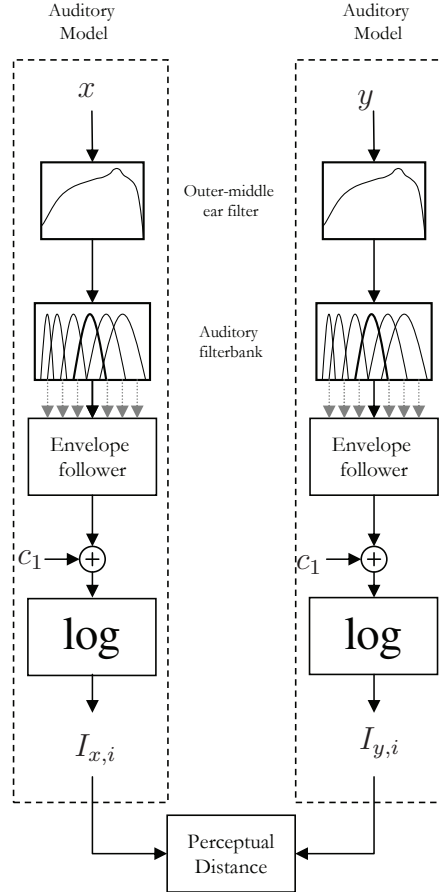 Auditory
Model
Auditory
Model
x
y
Outer-middle
ear filter
Auditory
filterbank
Envelope
follower
Envelope
follower
c₁
+
c₁
+
log
log
Iₓ,ᵢ
I_{y,i}
Perceptual
Distance